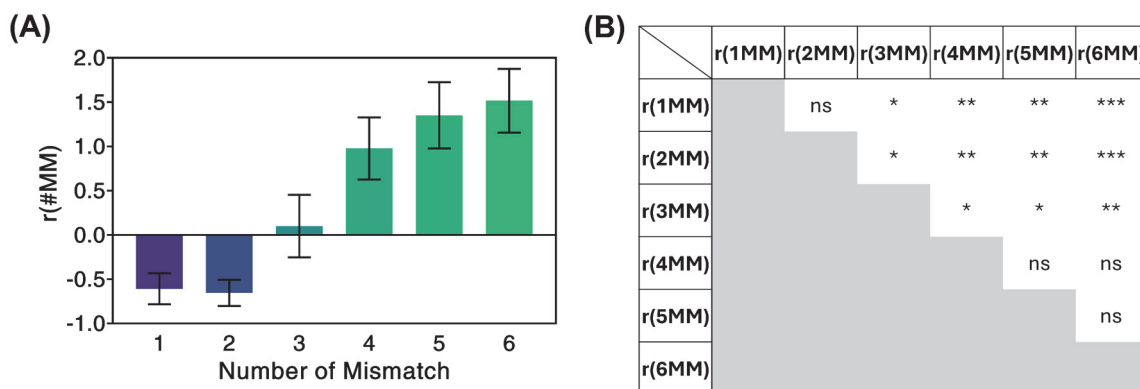 (A)
2.0
1.5
1.0
0.5
0.0
-0.5
-1.0
r(#MM)
1 2 3 4 5 6
Number of Mismatch
(B)
r(1MM) r(2MM) r(3MM) r(4MM) r(5MM) r(6MM)
r(1MM) ns * ** ** ***
r(2MM) * ** ** ***
r(3MM) * * **
r(4MM) ns ns
r(5MM) ns
r(6MM)